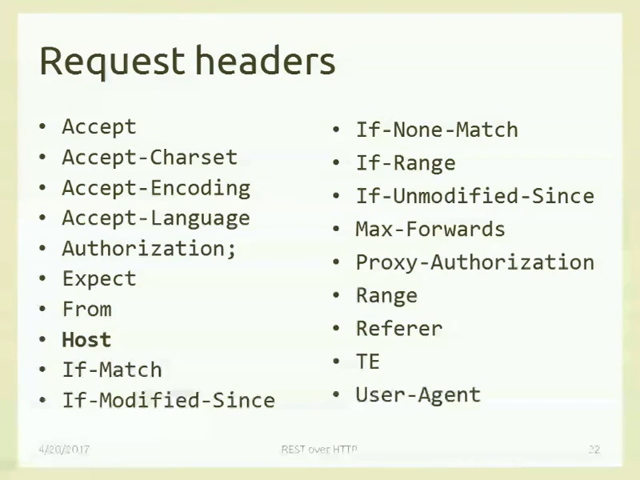 Request headers
• Accept
• Accept-Charset
• Accept-Encoding
• Accept-Language
• Authorization;
• Expect
• From
• Host
• If-Match
• If-Modified-Since
• If-None-Match
• If-Range
• If-Unmodified-Since
• Max-Forwards
• Proxy-Authorization
• Range
• Referer
• TE
• User-Agent
4/20/2017
REST over HTTP
22